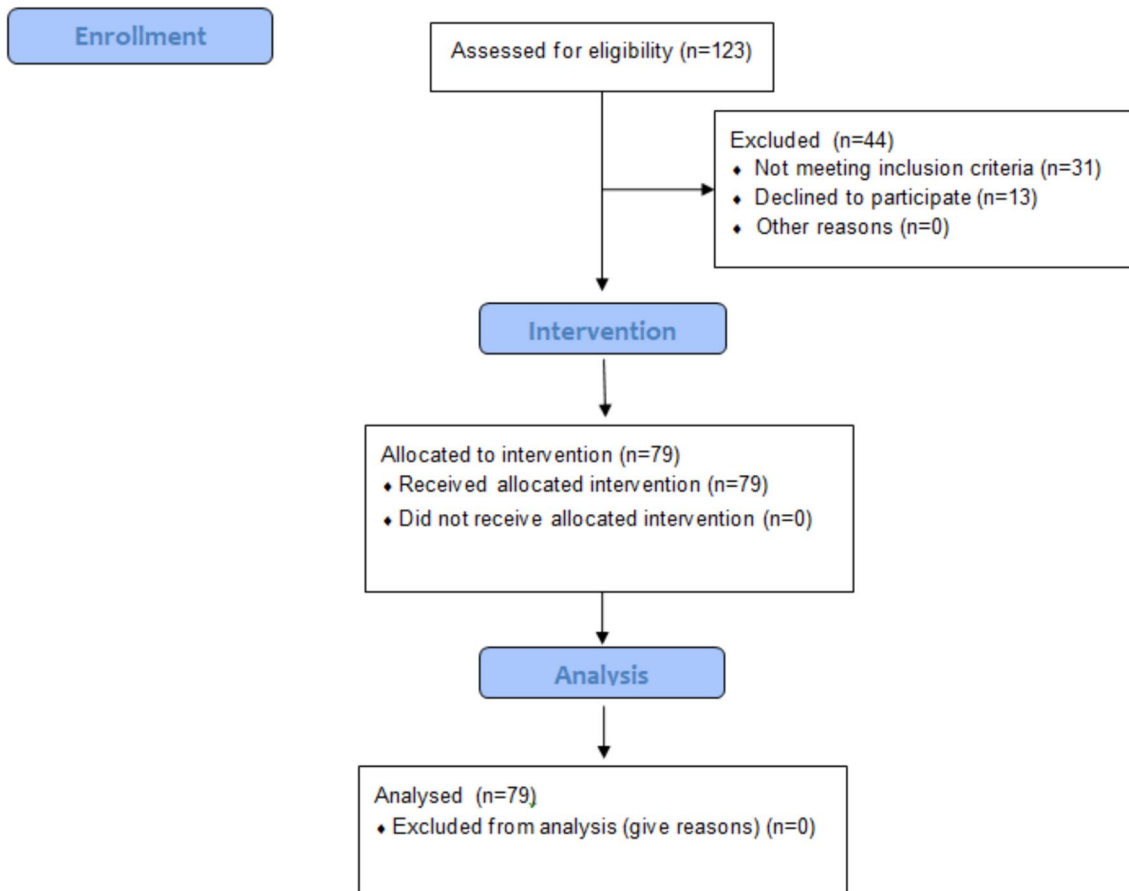 Enrollment
Assessed for eligibility (n=123)
Excluded (n=44)
♦ Not meeting inclusion criteria (n=31)
♦ Declined to participate (n=13)
♦ Other reasons (n=0)
Intervention
Allocated to intervention (n=79)
♦ Received allocated intervention (n=79)
♦ Did not receive allocated intervention (n=0)
Analysis
Analysed (n=79)
♦ Excluded from analysis (give reasons) (n=0)